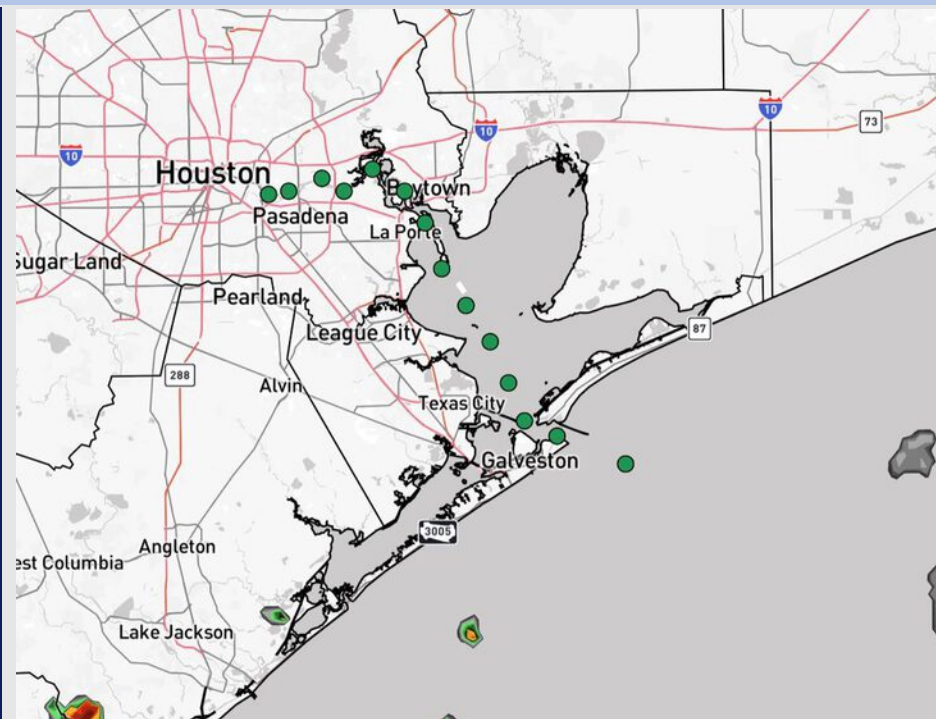 10
73
10
Houston
Baytown
Pasadena
La Porte
Sugar Land
Pearland
87
League City
288
Alvin
Texas City
Galveston
3005
Angleton
est Columbia
Lake Jackson